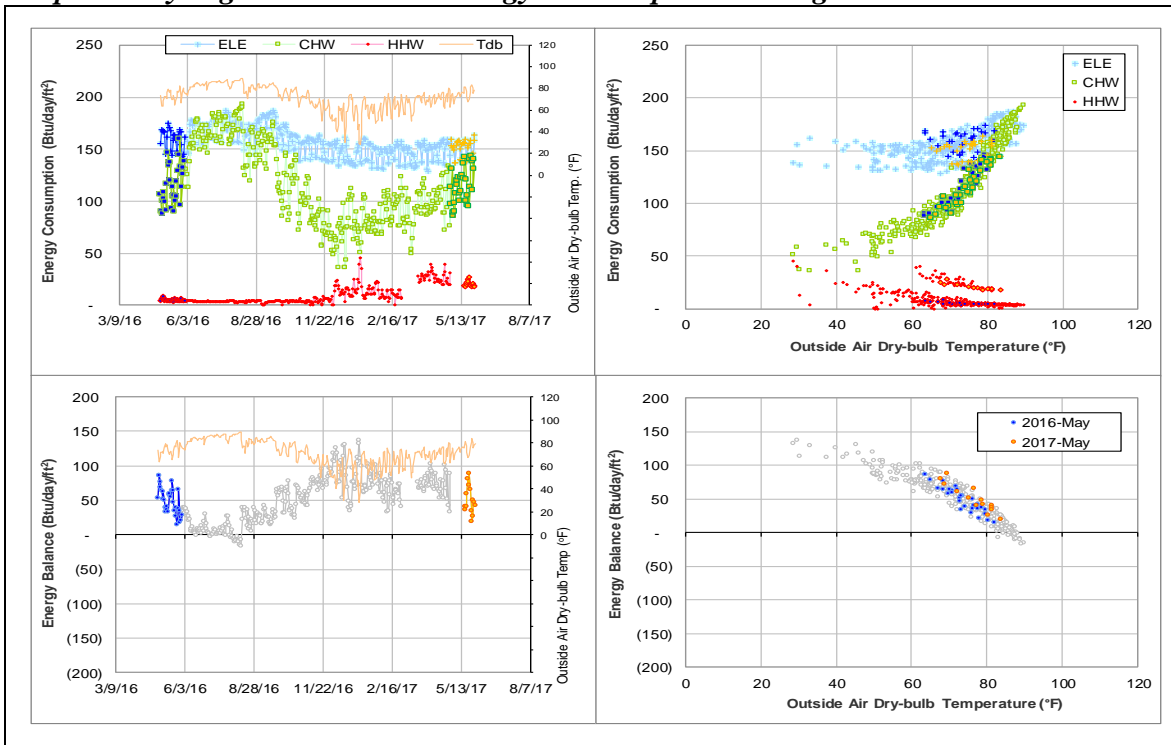 250
200
150
100
50
-
Energy Consumption (Btu/day/ft²)
ELE CHW HHW Tdb
120
100
80
60
40
20
0
Outside Air Dry-bulb Temp. (°F)
3/9/16 6/3/16 8/28/16 11/22/16 2/16/17 5/13/17 8/7/17
250
200
150
100
50
-
Energy Consumption (Btu/day/ft²)
ELE
CHW
HHW
0 20 40 60 80 100 120
Outside Air Dry-bulb Temperature (°F)
200
150
100
50
-
(50)
(100)
(150)
(200)
Energy Balance (Btu/day/ft²)
120
100
80
60
40
20
0
Outside Air Dry-bulb Temp (°F)
3/9/16 6/3/16 8/28/16 11/22/16 2/16/17 5/13/17 8/7/17
200
150
100
50
-
(50)
(100)
(150)
(200)
Energy Balance (Btu/day/ft²)
2016-May
2017-May
0 20 40 60 80 100 120
Outside Air Dry-bulb Temperature (°F)